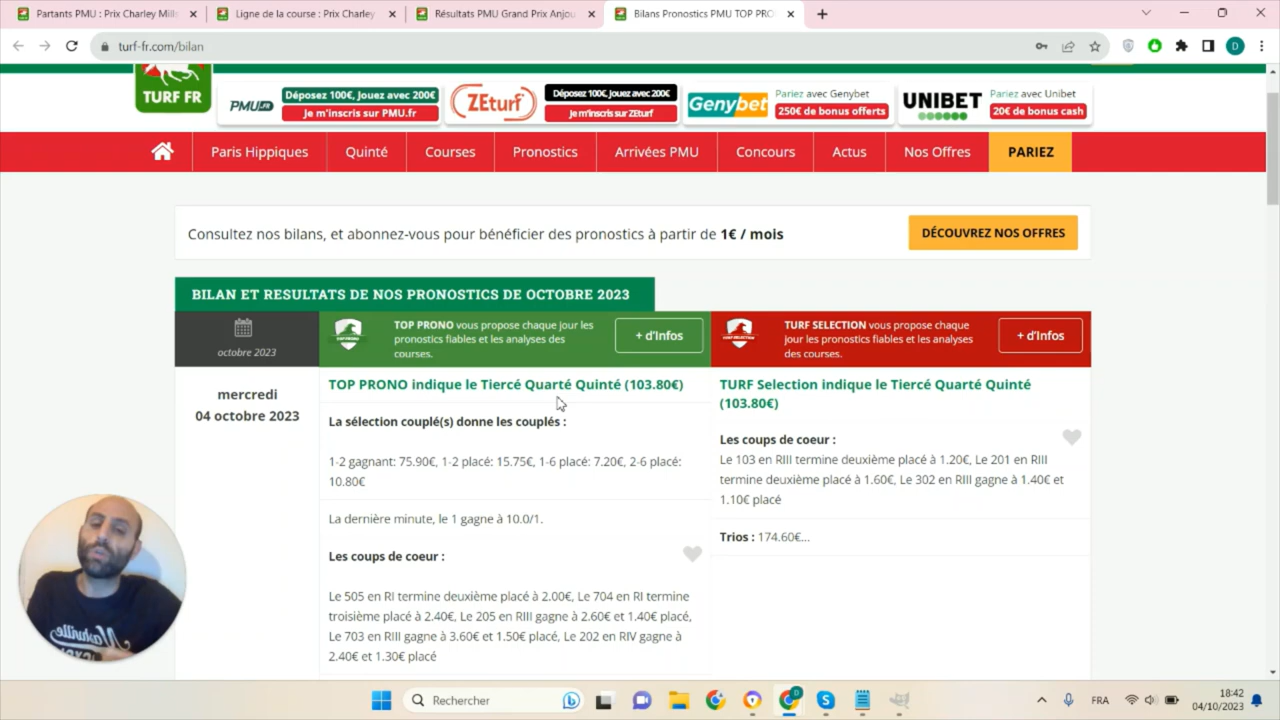 Partants PMU : Prix Charley Mills
Ligne de la course : Prix Charley
Résultats PMU Grand Prix Anjou
Bilans Pronostics PMU TOP PRO
turf-fr.com/bilan
D
TURF FR
PMU.FR
Déposez 100€, Jouez avec 200€
Je m'inscris sur PMU.fr
ZEturf
Déposez 100€, Jouez avec 200€
Je m'inscris sur ZEturf
Genybet
Pariez avec Genybet
250€ de bonus offerts
UNIBET
Pariez avec Unibet
20€ de bonus cash
Paris Hippiques
Quinté
Courses
Pronostics
Arrivées PMU
Concours
Actus
Nos Offres
PARIEZ
Consultez nos bilans, et abonnez-vous pour bénéficier des pronostics à partir de 1€ / mois
DÉCOUVREZ NOS OFFRES
BILAN ET RESULTATS DE NOS PRONOSTICS DE OCTOBRE 2023
octobre 2023
TOP PRONO vous propose chaque jour les
pronostics fiables et les analyses des
courses.
+ d'Infos
TURF SELECTION vous propose chaque
jour les pronostics fiables et les analyses
des courses.
+ d'Infos
mercredi
04 octobre 2023
TOP PRONO indique le Tiercé Quarté Quinté (103.80€)
La sélection couplé(s) donne les couplés :
1-2 gagnant: 75.90€, 1-2 placé: 15.75€, 1-6 placé: 7.20€, 2-6 placé:
10.80€
La dernière minute, le 1 gagne à 10.0/1.
Les coups de coeur :
Le 505 en RI termine deuxième placé à 2.00€, Le 704 en RI termine
troisième placé à 2.40€, Le 205 en RIII gagne à 2.60€ et 1.40€ placé,
Le 703 en RIII gagne à 3.60€ et 1.50€ placé, Le 202 en RIV gagne à
2.40€ et 1.30€ placé
TURF Selection indique le Tiercé Quarté Quinté
(103.80€)
Les coups de coeur :
Le 103 en RIII termine deuxième placé à 1.20€, Le 201 en RIII
termine deuxième placé à 1.60€, Le 302 en RIII gagne à 1.40€ et
1.10€ placé
Trios : 174.60€...
Rechercher
FRA
18:42
04/10/2023